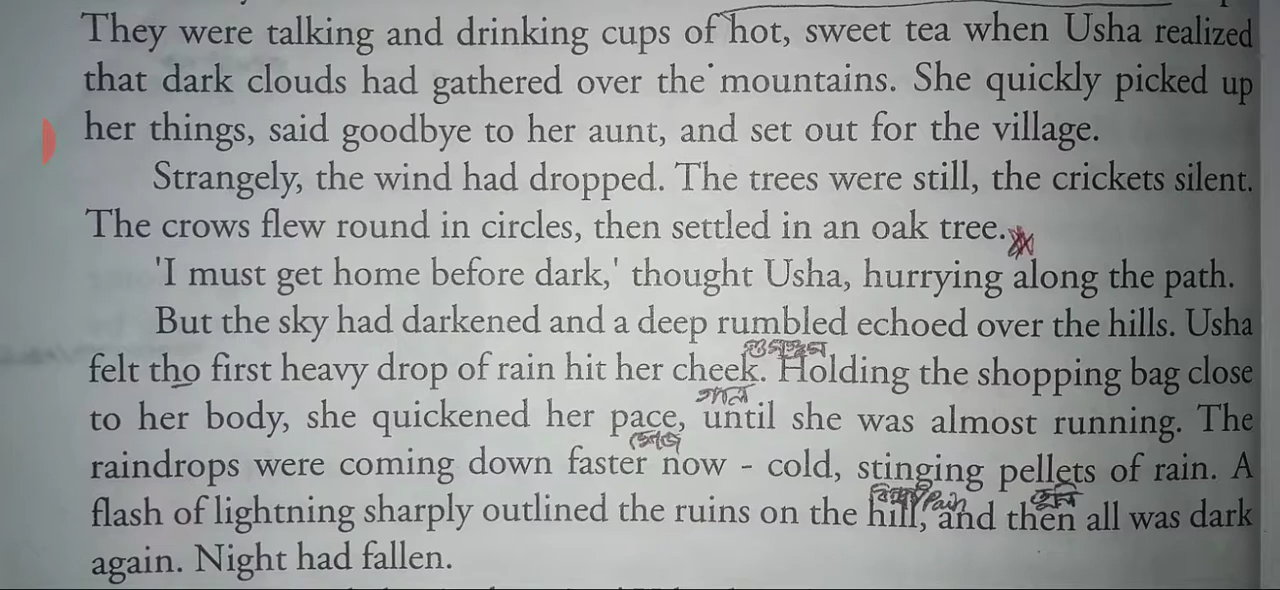 They were talking and drinking cups of hot, sweet tea when Usha realized
that dark clouds had gathered over the mountains. She quickly picked up
her things, said goodbye to her aunt, and set out for the village.
Strangely, the wind had dropped. The trees were still, the crickets silent.
The crows flew round in circles, then settled in an oak tree.
'I must get home before dark,' thought Usha, hurrying along the path.
But the sky had darkened and a deep rumbled echoed over the hills. Usha
felt tho first heavy drop of rain hit her cheek. Holding the shopping bag close
গাল
to her body, she quickened her pace, until she was almost running. The
raindrops were coming down faster now - cold, stinging pellets of rain. A
Pain
flash of lightning sharply outlined the ruins on the hill, and then all was dark
again. Night had fallen.